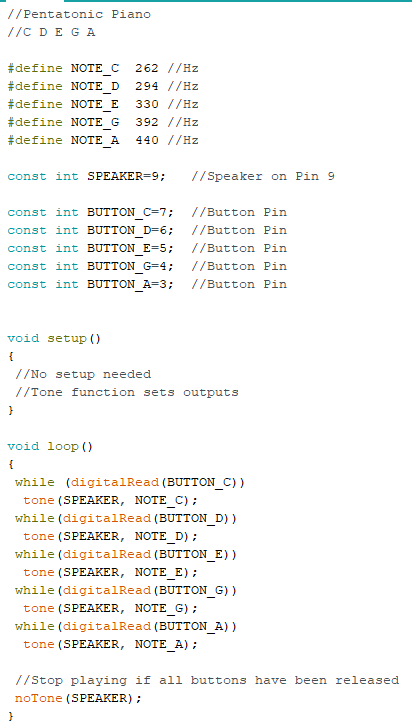 //Pentatonic Piano
//C D E G A

#define NOTE_C  262 //Hz
#define NOTE_D  294 //Hz
#define NOTE_E  330 //Hz
#define NOTE_G  392 //Hz
#define NOTE_A  440 //Hz

const int SPEAKER=9;   //Speaker on Pin 9

const int BUTTON_C=7;  //Button Pin
const int BUTTON_D=6;  //Button Pin
const int BUTTON_E=5;  //Button Pin
const int BUTTON_G=4;  //Button Pin
const int BUTTON_A=3;  //Button Pin


void setup()
{
 //No setup needed
 //Tone function sets outputs
}

void loop()
{
 while (digitalRead(BUTTON_C))
  tone(SPEAKER, NOTE_C);
 while(digitalRead(BUTTON_D))
  tone(SPEAKER, NOTE_D);
 while(digitalRead(BUTTON_E))
  tone(SPEAKER, NOTE_E);
 while(digitalRead(BUTTON_G))
  tone(SPEAKER, NOTE_G);
 while(digitalRead(BUTTON_A))
  tone(SPEAKER, NOTE_A);

 //Stop playing if all buttons have been released
 noTone(SPEAKER);
}